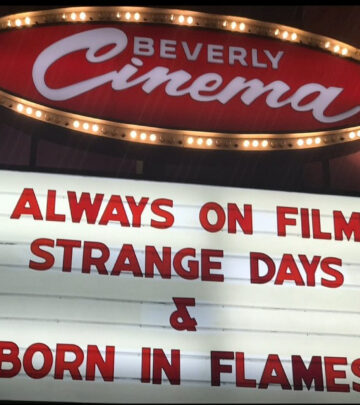 BEVERLY
Cinema
ALWAYS ON FILM
STRANGE DAYS
&
BORN IN FLAMES